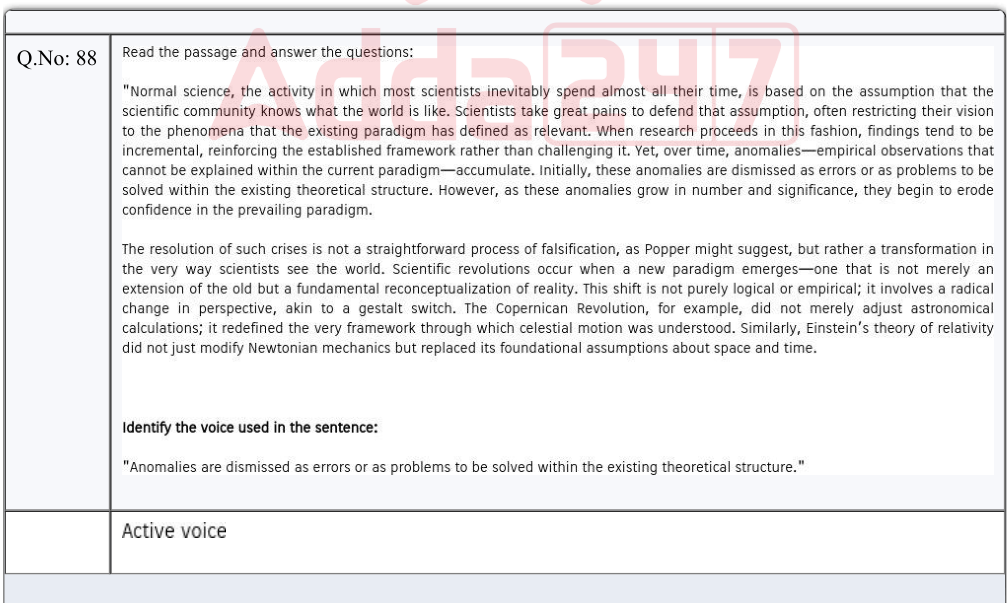 Adda247
Q.No: 88
Read the passage and answer the questions:
"Normal science, the activity in which most scientists inevitably spend almost all their time, is based on the assumption that the
scientific community knows what the world is like. Scientists take great pains to defend that assumption, often restricting their vision
to the phenomena that the existing paradigm has defined as relevant. When research proceeds in this fashion, findings tend to be
incremental, reinforcing the established framework rather than challenging it. Yet, over time, anomalies—empirical observations that
cannot be explained within the current paradigm—accumulate. Initially, these anomalies are dismissed as errors or as problems to be
solved within the existing theoretical structure. However, as these anomalies grow in number and significance, they begin to erode
confidence in the prevailing paradigm.
The resolution of such crises is not a straightforward process of falsification, as Popper might suggest, but rather a transformation in
the very way scientists see the world. Scientific revolutions occur when a new paradigm emerges—one that is not merely an
extension of the old but a fundamental reconceptualization of reality. This shift is not purely logical or empirical; it involves a radical
change in perspective, akin to a gestalt switch. The Copernican Revolution, for example, did not merely adjust astronomical
calculations; it redefined the very framework through which celestial motion was understood. Similarly, Einstein's theory of relativity
did not just modify Newtonian mechanics but replaced its foundational assumptions about space and time.
Identify the voice used in the sentence:
"Anomalies are dismissed as errors or as problems to be solved within the existing theoretical structure."
Active voice